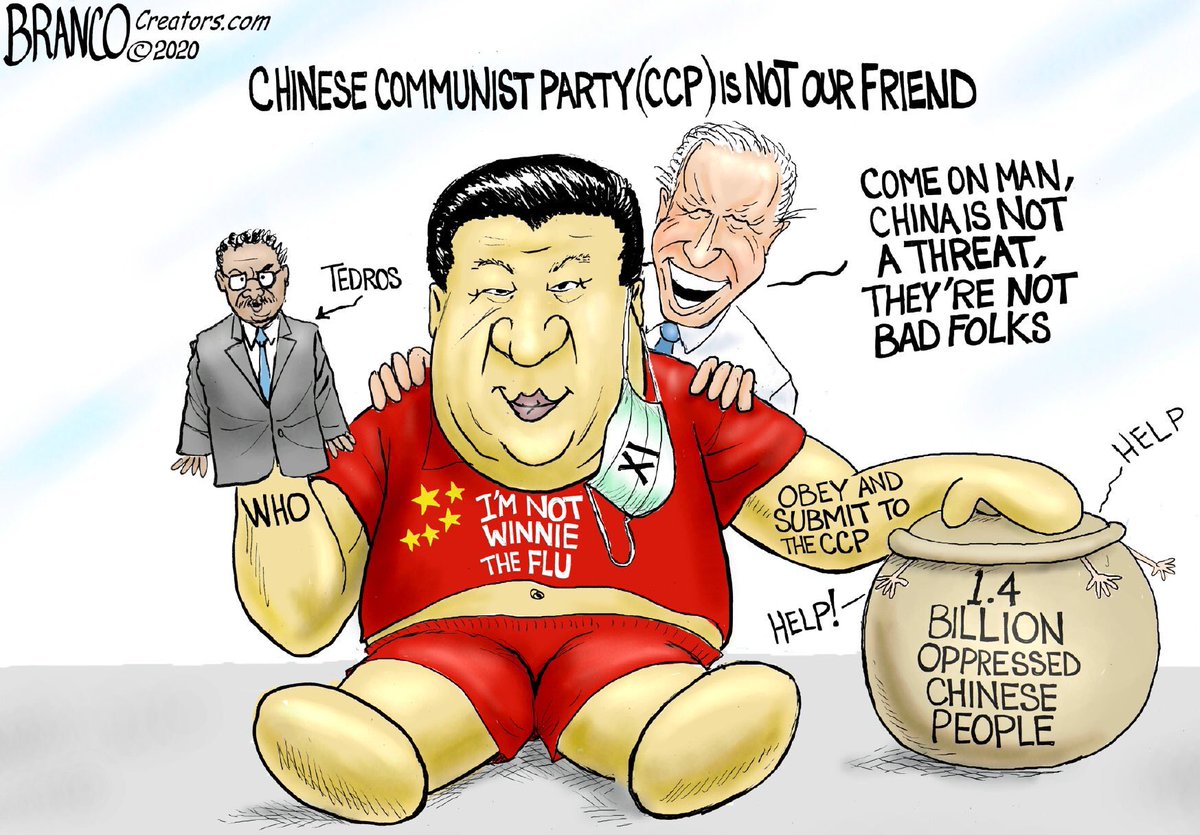 BRANCO Creators.com
©2020
CHINESE COMMUNIST PARTY (CCP) IS NOT OUR FRIEND
COME ON MAN,
CHINA IS NOT
A THREAT,
THEY'RE NOT
BAD FOLKS
TEDROS
WHO
XI
I'M NOT
WINNIE
THE FLU
OBEY AND
SUBMIT TO
THE CCP
HELP
HELP!
1.4
BILLION
OPPRESSED
CHINESE
PEOPLE